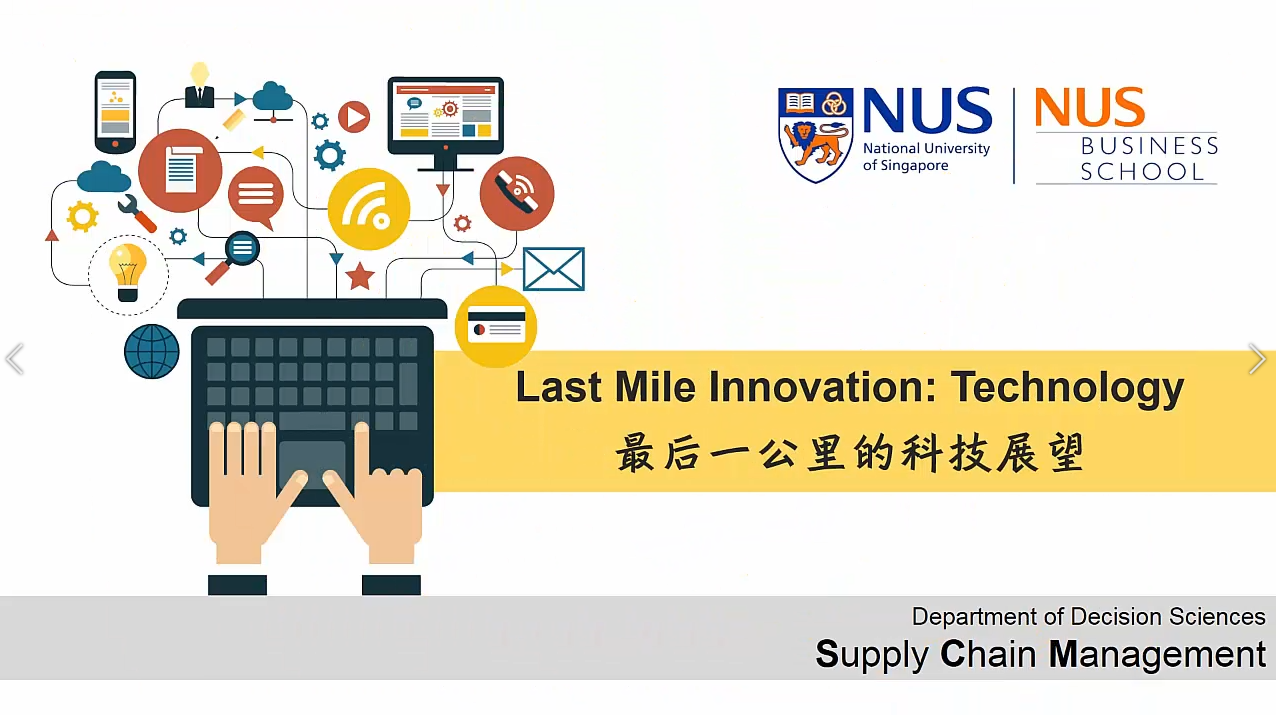 NUS
National University
of Singapore
NUS
BUSINESS
SCHOOL
Last Mile Innovation: Technology
最后一公里的科技展望
Department of Decision Sciences
Supply Chain Management